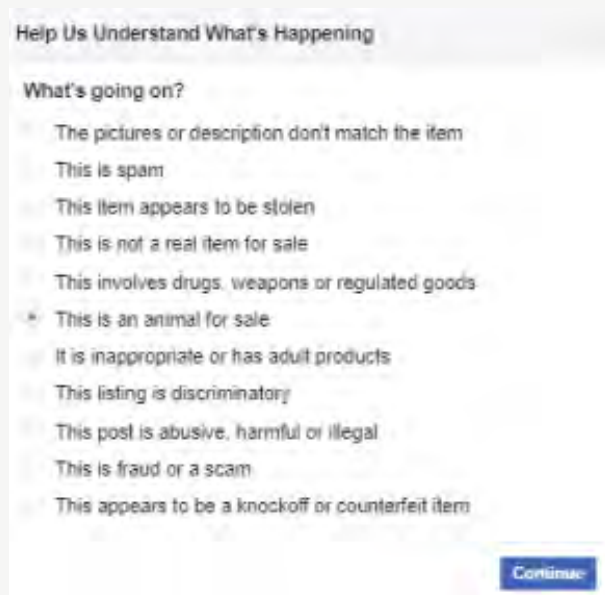 Help Us Understand What's Happening
What's going on?
The pictures or description don't match the item
This is spam
This item appears to be stolen
This is not a real item for sale
This involves drugs, weapons or regulated goods
This is an animal for sale
It is inappropriate or has adult products
This listing is discriminatory
This post is abusive, harmful or illegal
This is fraud or a scam
This appears to be a knockoff or counterfeit item
Continue